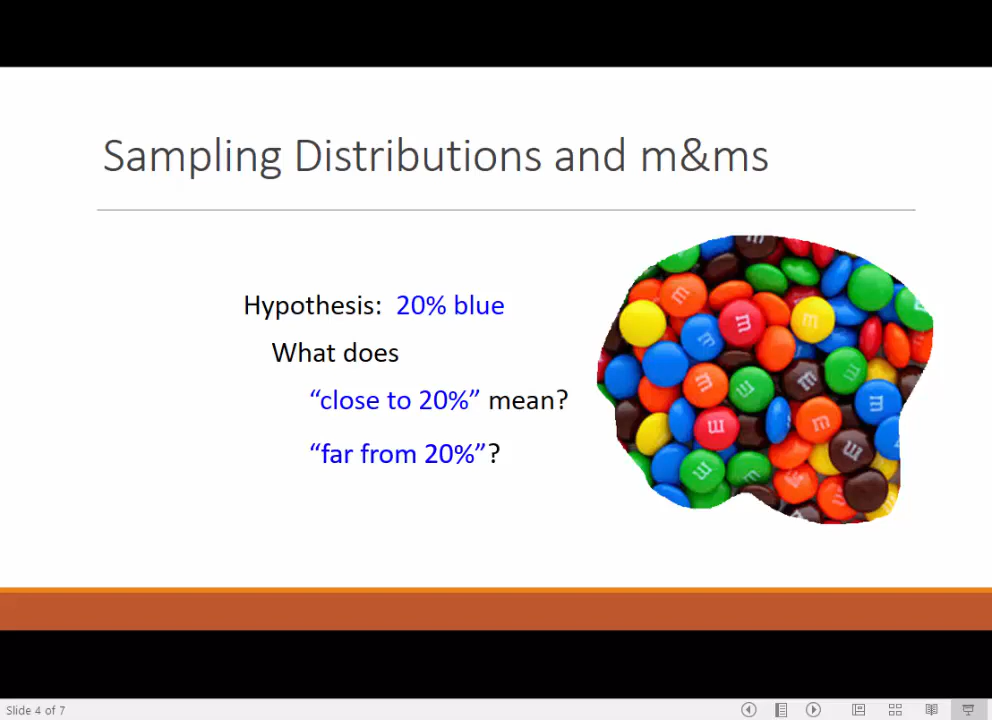 Sampling Distributions and m&ms
Hypothesis: 20% blue
What does
“close to 20%” mean?
“far from 20%”?
m
m
m
m
m
m
m
m
m
m
m
m
Slide 4 of 7